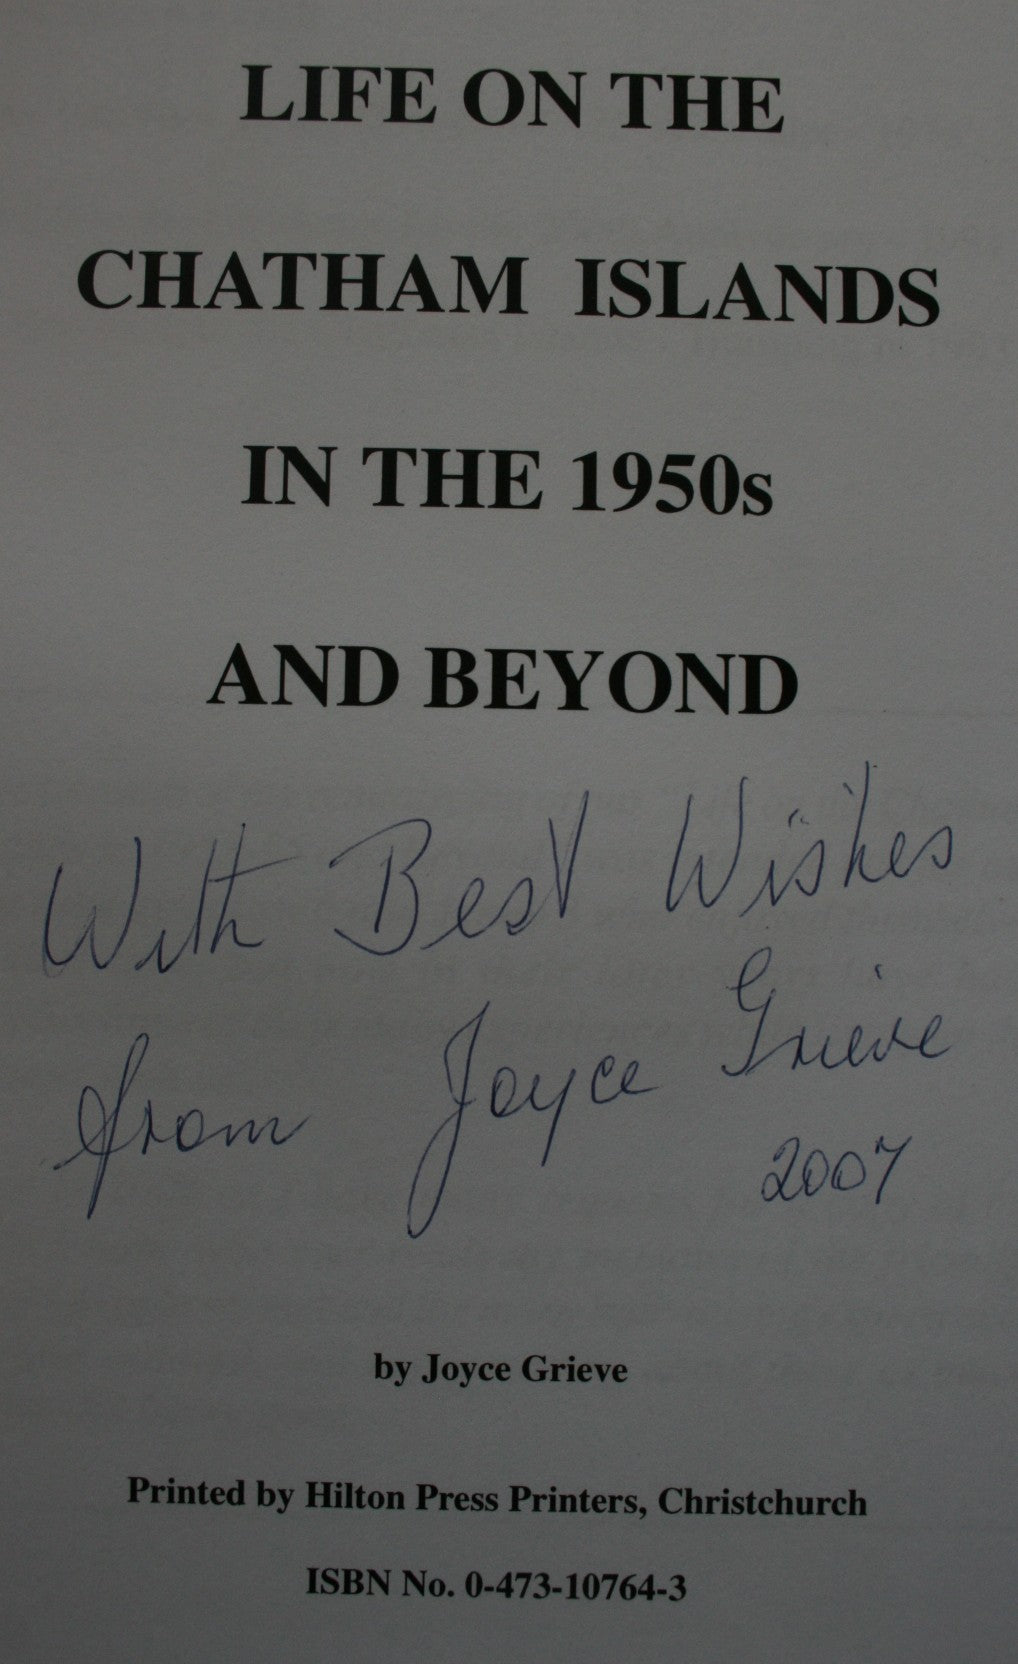 LIFE ON THE
CHATHAM ISLANDS
IN THE 1950s
AND BEYOND
With Best Wishes
from Joyce Grieve
2007
by Joyce Grieve
Printed by Hilton Press Printers, Christchurch
ISBN No. 0-473-10764-3